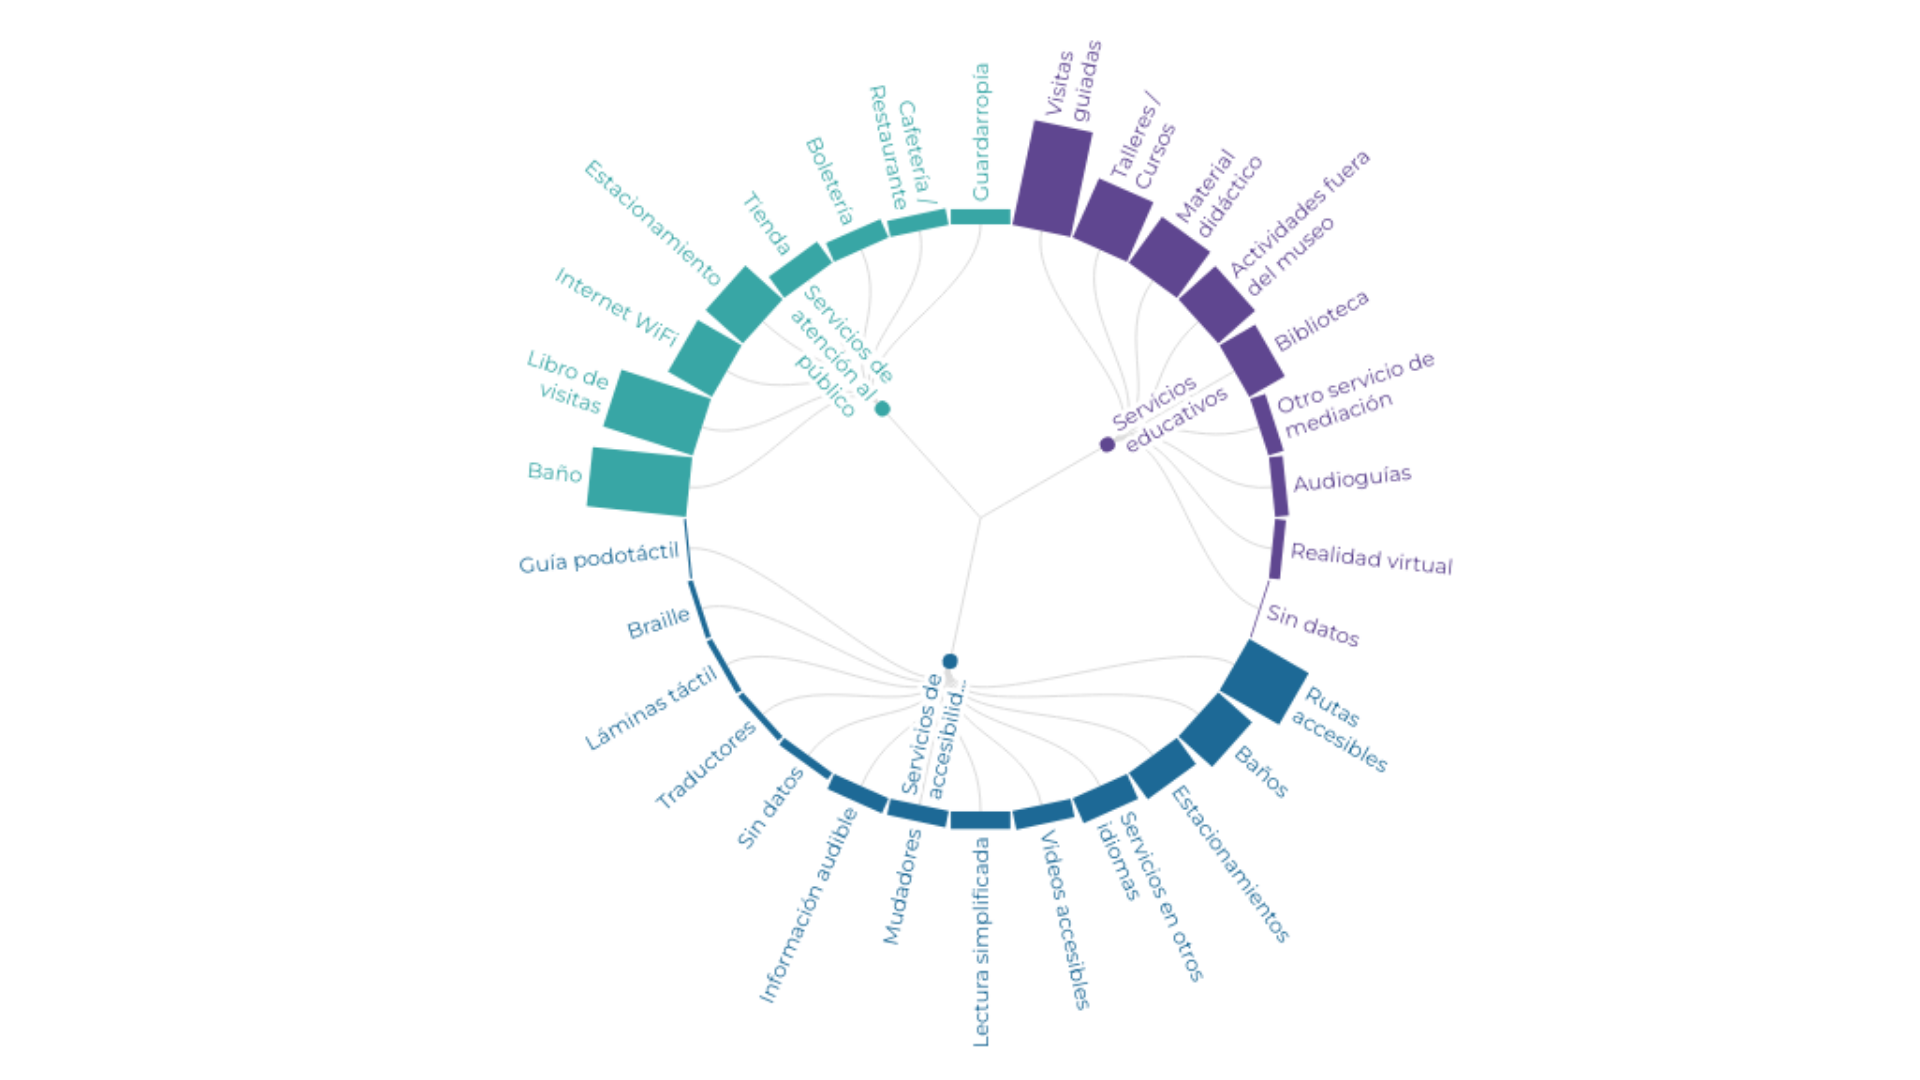 Visitas
guiadas
Talleres /
Cursos
Material
didáctico
Actividades fuera
del museo
Biblioteca
Otro servicio de
mediación
Audioguías
Realidad virtual
Sin datos
Servicios
educativos
Rutas
accesibles
Baños
Estacionamientos
Servicios en otros
idiomas
Videos accesibles
Lectura simplificada
Mudadores
Información audible
Sin datos
Traductores
Láminas táctil
Braille
Guía podotáctil
Servicios de
accesibilid...
Baño
Libro de
visitas
Internet WiFi
Estacionamiento
Tienda
Boletería
Cafetería /
Restaurante
Guardarropía
Servicios de
atención al
público